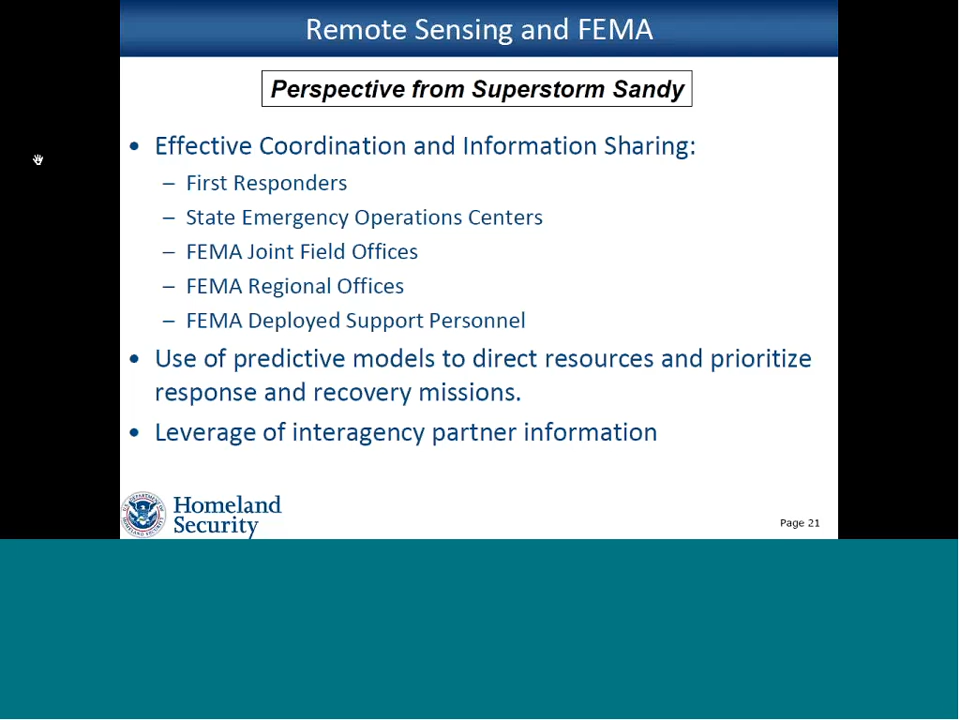 Remote Sensing and FEMA
Perspective from Superstorm Sandy
• Effective Coordination and Information Sharing:
– First Responders
– State Emergency Operations Centers
– FEMA Joint Field Offices
– FEMA Regional Offices
– FEMA Deployed Support Personnel
• Use of predictive models to direct resources and prioritize
response and recovery missions.
• Leverage of interagency partner information
Homeland
Security
Page 21